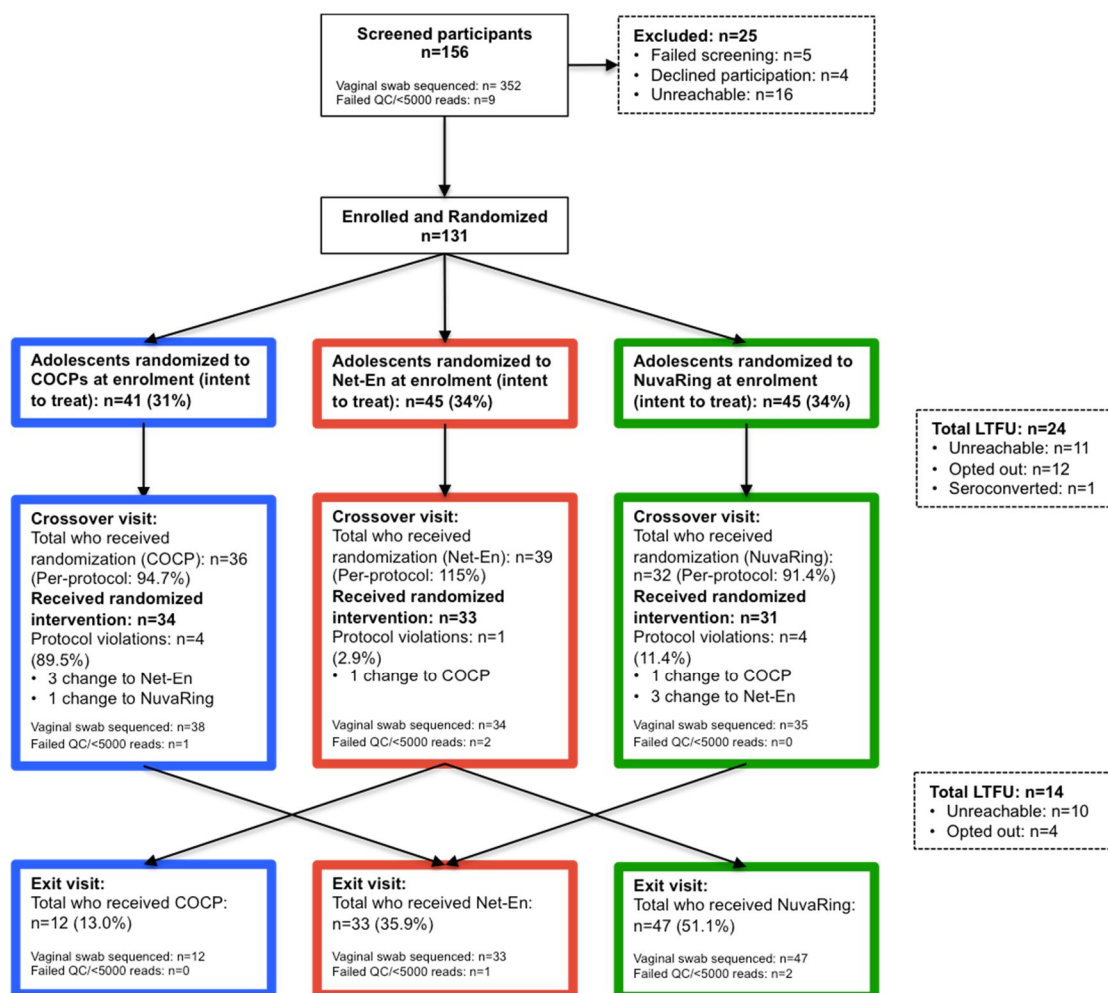 Screened participants
n=156
Vaginal swab sequenced: n= 352
Failed QC/<5000 reads: n=9
Excluded: n=25
• Failed screening: n=5
• Declined participation: n=4
• Unreachable: n=16
Enrolled and Randomized
n=131
Adolescents randomized to
COCPs at enrolment (intent
to treat): n=41 (31%)
Adolescents randomized to
Net-En at enrolment (intent
to treat): n=45 (34%)
Adolescents randomized to
NuvaRing at enrolment
(intent to treat): n=45 (34%)
Total LTFU: n=24
• Unreachable: n=11
• Opted out: n=12
• Seroconverted: n=1
Crossover visit:
Total who received
randomization (COCP): n=36
(Per-protocol: 94.7%)
Received randomized
intervention: n=34
Protocol violations: n=4
(89.5%)
• 3 change to Net-En
• 1 change to NuvaRing
Vaginal swab sequenced: n=38
Failed QC/<5000 reads: n=1
Crossover visit:
Total who received
randomization (Net-En): n=39
(Per-protocol: 115%)
Received randomized
intervention: n=33
Protocol violations: n=1
(2.9%)
• 1 change to COCP
Vaginal swab sequenced: n=34
Failed QC/<5000 reads: n=2
Crossover visit:
Total who received
randomization (NuvaRing):
n=32 (Per-protocol: 91.4%)
Received randomized
intervention: n=31
Protocol violations: n=4
(11.4%)
• 1 change to COCP
• 3 change to Net-En
Vaginal swab sequenced: n=35
Failed QC/<5000 reads: n=0
Total LTFU: n=14
• Unreachable: n=10
• Opted out: n=4
Exit visit:
Total who received COCP:
n=12 (13.0%)
Vaginal swab sequenced: n=12
Failed QC/<5000 reads: n=0
Exit visit:
Total who received Net-En:
n=33 (35.9%)
Vaginal swab sequenced: n=33
Failed QC/<5000 reads: n=1
Exit visit:
Total who received NuvaRing:
n=47 (51.1%)
Vaginal swab sequenced: n=47
Failed QC/<5000 reads: n=2